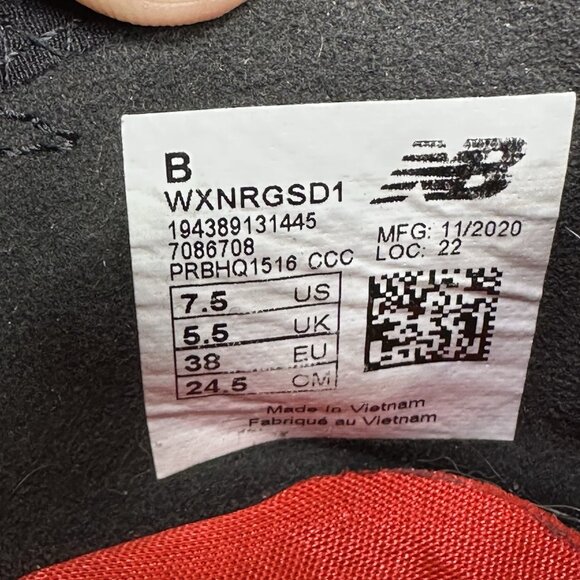 B
WXNRGSD1
NB
194389131445
7086708
PRBHQ1516 CCC
MFG: 11/2020
LOC: 22
7.5 US
5.5 UK
38 EU
24.5 CM
Made in Vietnam
Fabriqué au Vietnam